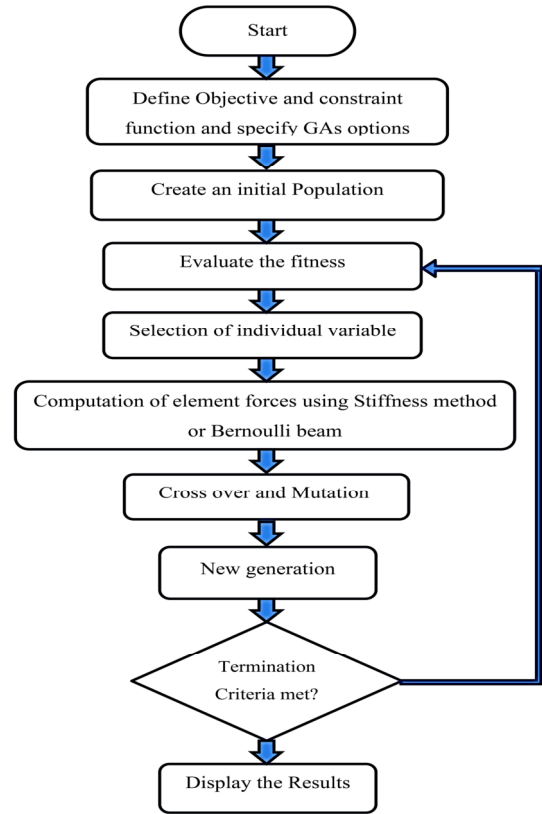 Start
Define Objective and constraint
function and specify GAs options
Create an initial Population
Evaluate the fitness
Selection of individual variable
Computation of element forces using Stiffness method
or Bernoulli beam
Cross over and Mutation
New generation
Termination
Criteria met?
Display the Results